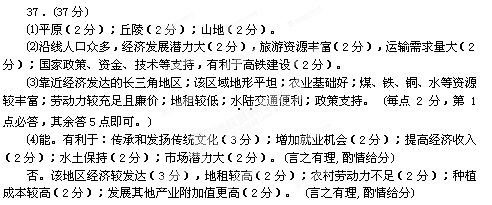 37．(37分)
(1)平原（2分）；丘陵（2分）；山地（2分）。
(2)沿线人口众多，经济发展潜力大（2分），旅游资源丰富（2分），运输需求量大（2
分）；国家政策、资金、技术等支持，有利于高铁建设（2分）。
(3)靠近经济发达的长三角地区；该区域地形平坦；农业基础好；煤、铁、铜、水等资源
较丰富；劳动力较充足且廉价；地租较低；水陆交通便利；政策支持。（每点 2 分，第 1
点必答，其余答5点即可。）
(4)能。有利于：传承和发扬传统文化（3分）；增加就业机会（2分）；提高经济收入
（2分）；水土保持（2分）；市场潜力大（2分）。（言之有理，酌情给分）
否。该地区经济较发达（3分），地租较高（2分）；农村劳动力不足（2分）；种植
成本较高（2分）；发展其他产业附加值更高（2分）。（言之有理，酌情给分）